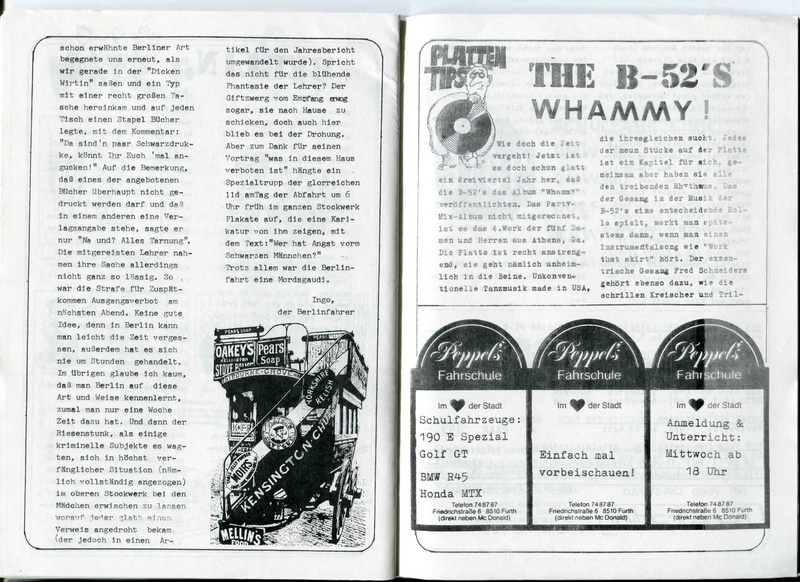 schon erwähnte Berliner Art
begegnete uns erneut, als
wir gerade in der "Dicken
Wirtin" saßen und ein Typ
mit einer recht großen Ta-
sche hereinkam und auf jeden
Tisch einen Stapel Bücher
legte, mit dem Kommentar:
"Da sind'n paar Schwarzdruk-
ke, könnt Ihr Euch 'mal an-
gucken!" Auf die Bemerkung,
daß eines der angebotenen
Bücher überhaupt nicht ge-
druckt werden darf und daß
in einem anderen eine Ver-
lagsangabe stehe, sagte er
nur "Na und? Alles Tarnung".
Die mitgereisten Lehrer nah-
men ihre Sache allerdings
nicht ganz so lässig. So
war die Strafe für Zuspät-
kommen Ausgangsverbot am
nächsten Abend. Keine gute
Idee, denn in Berlin kann
man leicht die Zeit verges-
sen, außerdem hat es sich
nie um Stunden gehandelt.
Im übrigen glaube ich kaum,
daß man Berlin auf diese
Art und Weise kennenlernt,
zumal man nur eine Woche
Zeit dazu hat. Und dann der
Riesenstunk, als einige
kriminelle Subjekte es wag-
ten, sich in höchst ver-
fänglicher Situation (näm-
lich vollständig angezogen)
im oberen Stockwerk bei den
Mädchen erwischen zu lassen
worauf jeder glatt einen
Verweis angedroht bekam
(der jedoch in einen Ar-
tikel für den Jahresbericht
umgewandelt wurde). Spricht
das nicht für die blühende
Phantasie der Lehrer? Der
Giftzwerg vom Empfang
sogar, sie nach Hause zu
schicken, doch auch hier
blieb es bei der Drohung.
Aber zum Dank für seinen
Vortrag "was in diesem Haus
verboten ist" hängte ein
Spezialtrupp der glorreichen
11d amTag der Abfahrt um 6
Uhr früh im ganzen Stockwerk
Plakate auf, die eine Kari-
katur von ihm zeigten, mit
dem Text:"Wer hat Angst vorm
Schwarzen Männchen?"
Trotz allem war die Berlin-
fahrt eine Mordsgaudi.
Ingo,
der Berlinfahrer
PEARS SOAP
OAKEY'S
WELLINGTON
STOVE
Pears'
Soap
WESTBOURNE-GROVE
YORKSHIRE
RELISH
KENSINGTON
MELLIN'S
FOOD
PLATTEN
TIPS
THE B-52'S
WHAMMY!
Wie doch die Zeit
vergeht! Jetzt ist
es doch schon glatt
ein dreiviertel Jahr her, daß
die B-52's das Album "Whammy"
veröffentlichten. Das Party-
Mix-Album nicht mitgerechnet,
ist es das 4.Werk der fünf Da-
men und Herren aus Athens, Ga.
Die Platte ist recht anstreng-
end, sie geht nämlich unheim-
lich in die Beine. Unkonven-
tionelle Tanzmusik made in USA,
die ihresgleichen sucht. Jedes
der neun Stücke auf der Platte
ist ein Kapitel für sich, ge-
meinsam aber haben sie alle
den treibenden Rhythmus. Das
der Gesang in der Musik der
B-52's eine entscheidende Rol-
le spielt, merkt man späte-
stens dann, wenn man einen
Instrumentalsong wie "Work
that skirt" hört. Der exzen-
trische Gesang Fred Schneiders
gehört ebenso dazu, wie die
schrillen Kreischer und Tril-
Peppel's
Fahrschule
Im der Stadt
Schulfahrzeuge:
190 E Spezial
Golf GT
BMW R45
Honda MTX
Telefon 74 87 87
Friedrichstraße 6 8510 Fürth
(direkt neben Mc Donald)
Peppel's
Fahrschule
Im der Stadt
Einfach mal
vorbeischauen!
Telefon 74 87 87
Friedrichstraße 6 8510 Fürth
(direkt neben Mc Donald)
Peppel's
Fahrschule
Im der Stadt
Anmeldung &
Unterricht:
Mittwoch ab
18 Uhr
Telefon 74 87 87
Friedrichstraße 6 8510 Fürth
(direkt neben Mc Donald)